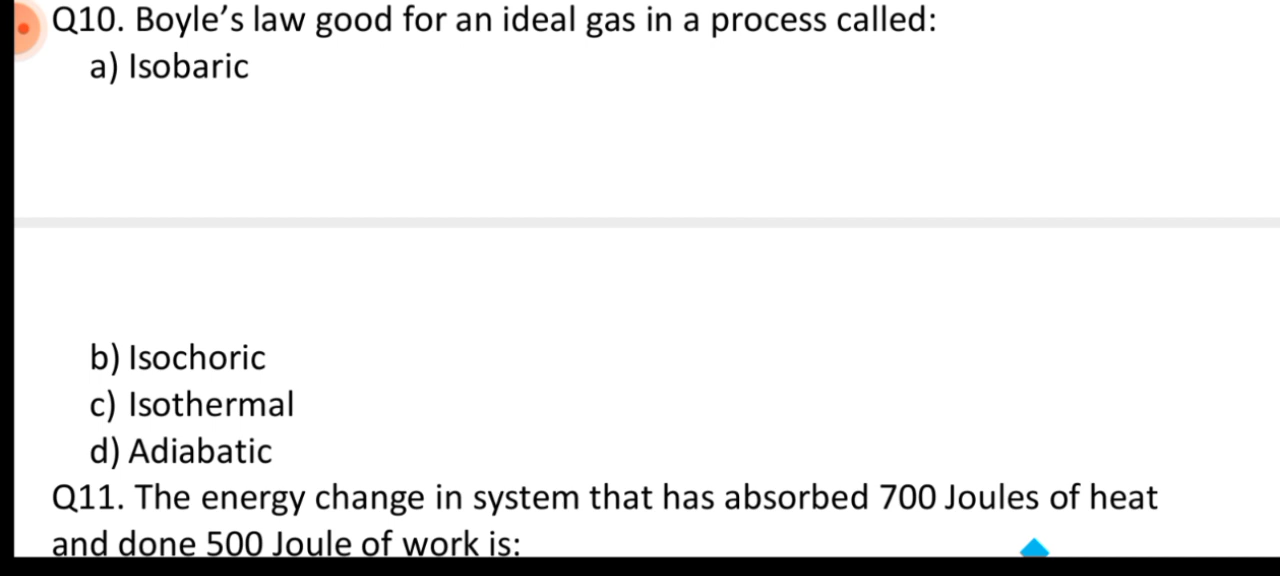 Q10. Boyle’s law good for an ideal gas in a process called:
a) Isobaric
b) Isochoric
c) Isothermal
d) Adiabatic
Q11. The energy change in system that has absorbed 700 Joules of heat
and done 500 Joule of work is: